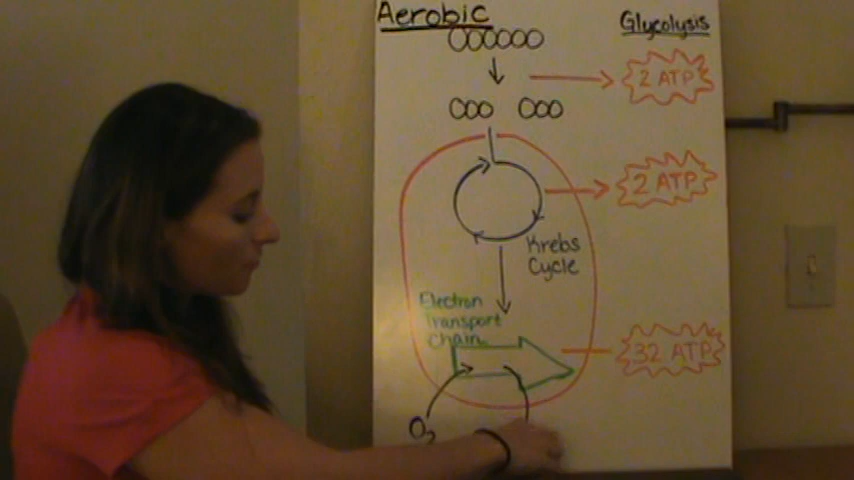 Aerobic
Glycolysis
2 ATP
2 ATP
Krebs
Cycle
Electron
Transport
Chain
32 ATP
O₂